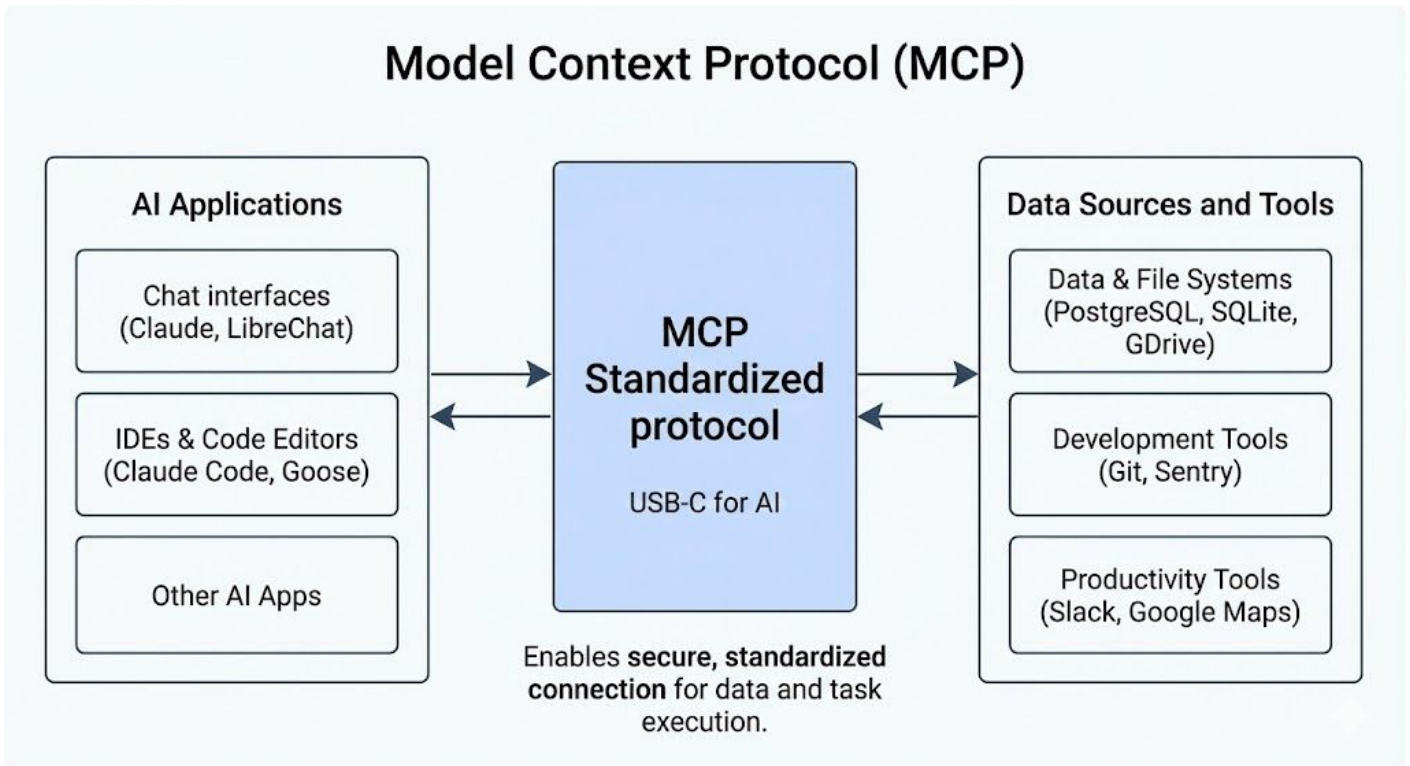 Model Context Protocol (MCP)
AI Applications
Chat interfaces
(Claude, LibreChat)
IDEs & Code Editors
(Claude Code, Goose)
Other AI Apps
MCP
Standardized
protocol
USB-C for AI
Enables secure, standardized
connection for data and task
execution.
Data Sources and Tools
Data & File Systems
(PostgreSQL, SQLite,
GDrive)
Development Tools
(Git, Sentry)
Productivity Tools
(Slack, Google Maps)